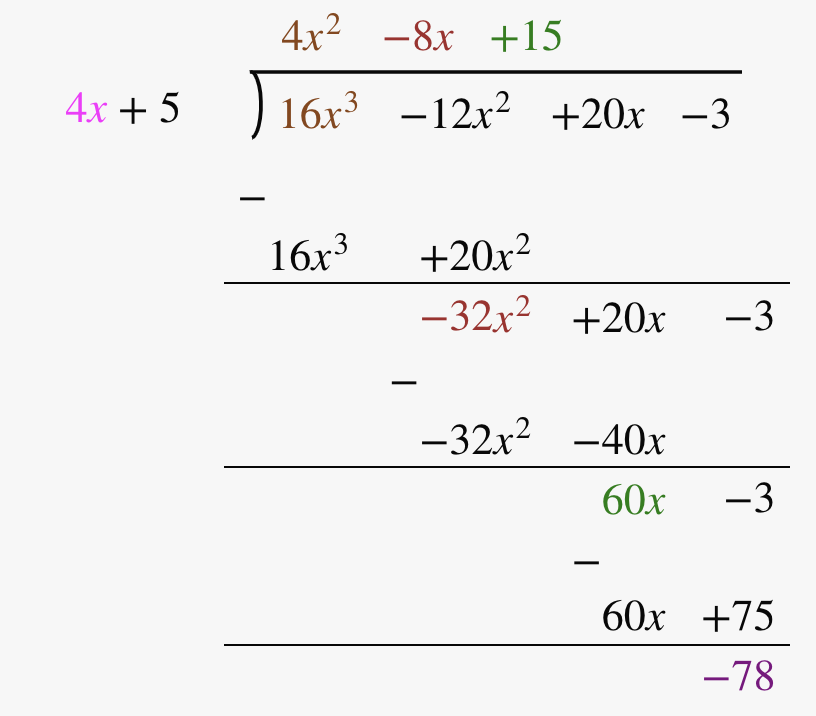 4x² −8x +15
4x + 5 ) 16x³ −12x² +20x −3
−
16x³ +20x²
−32x² +20x −3
−
−32x² −40x
60x −3
−
60x +75
−78